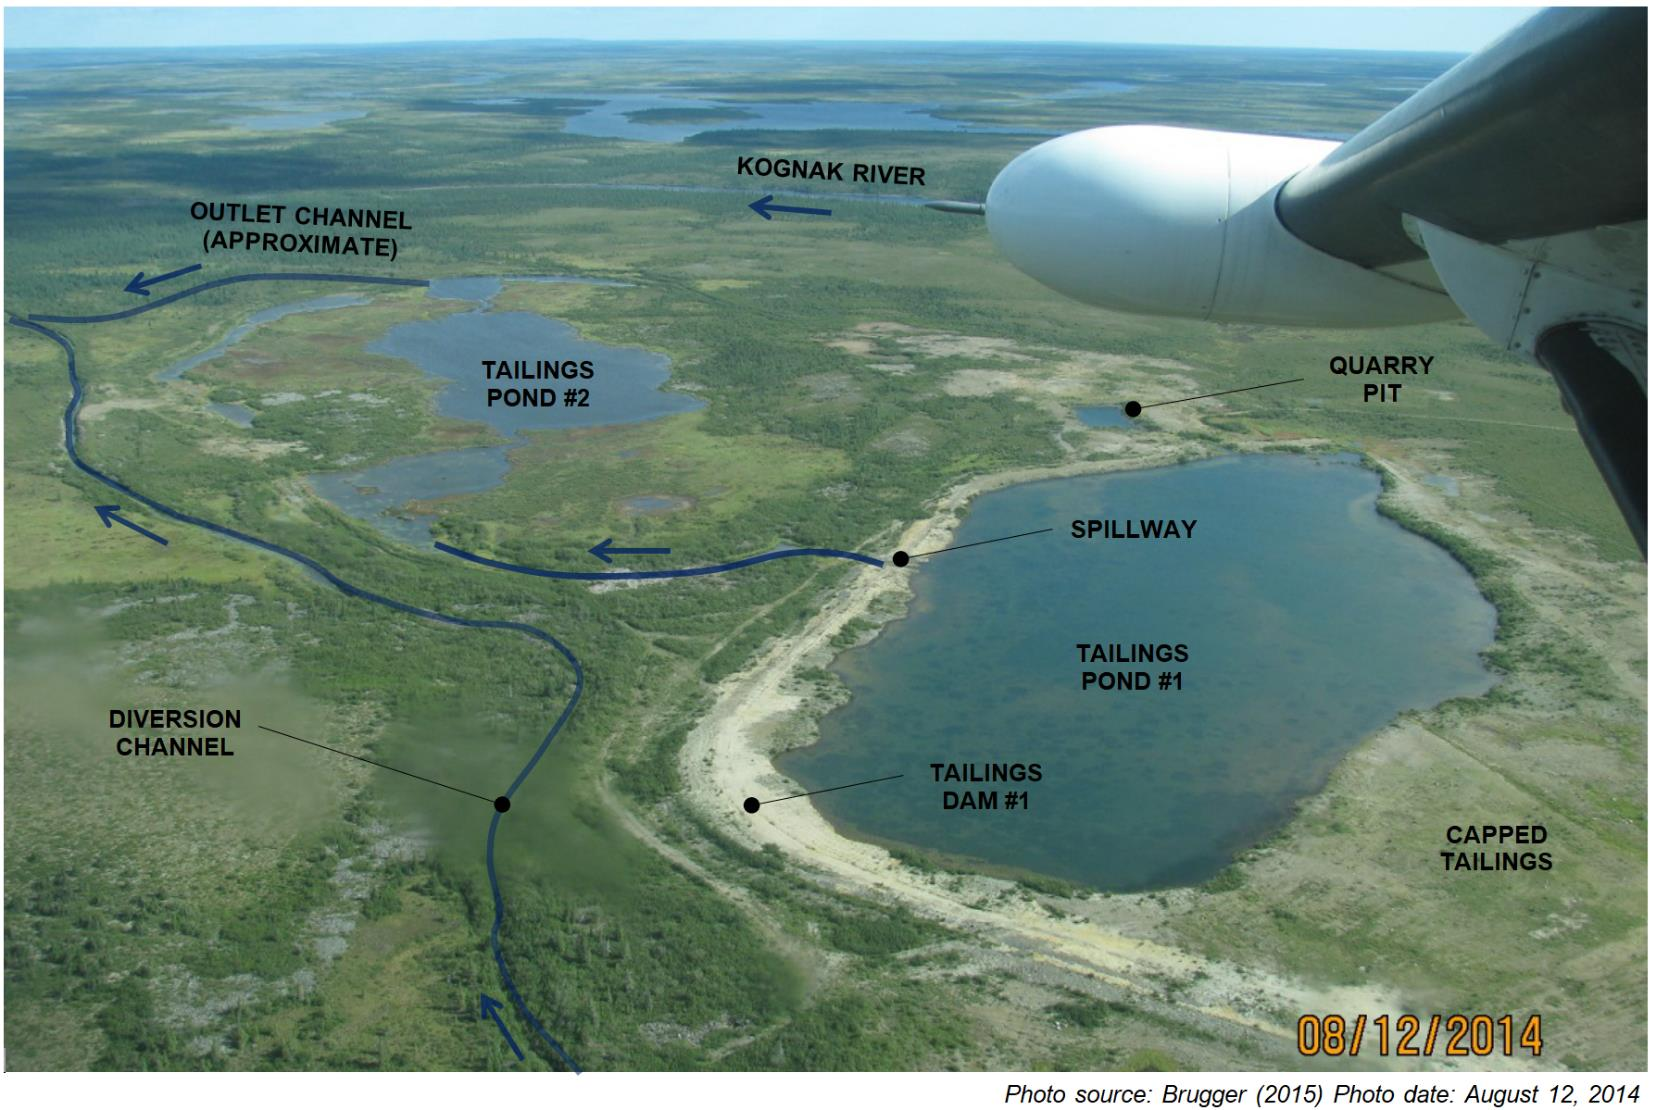 KOGNAK RIVER
OUTLET CHANNEL
(APPROXIMATE)
TAILINGS
POND #2
QUARRY
PIT
SPILLWAY
TAILINGS
POND #1
DIVERSION
CHANNEL
TAILINGS
DAM #1
CAPPED
TAILINGS
08/12/2014
Photo source: Brugger (2015) Photo date: August 12, 2014